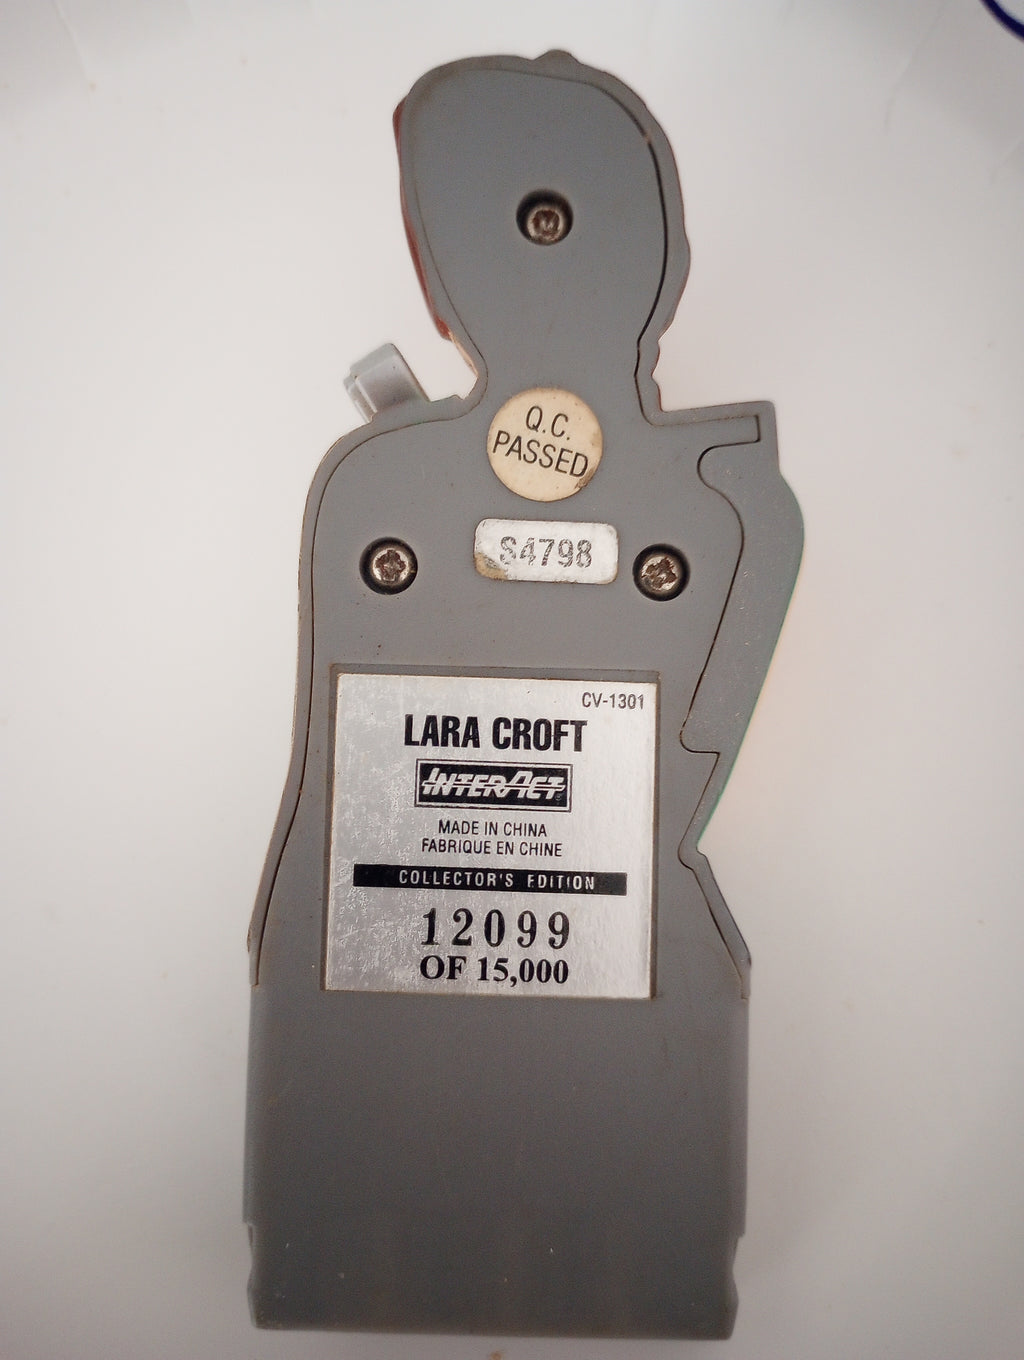 Q.C.
PASSED
S4798
CV-1301
LARA CROFT
INTERACT
MADE IN CHINA
FABRIQUE EN CHINE
COLLECTOR'S EDITION
12099
OF 15,000